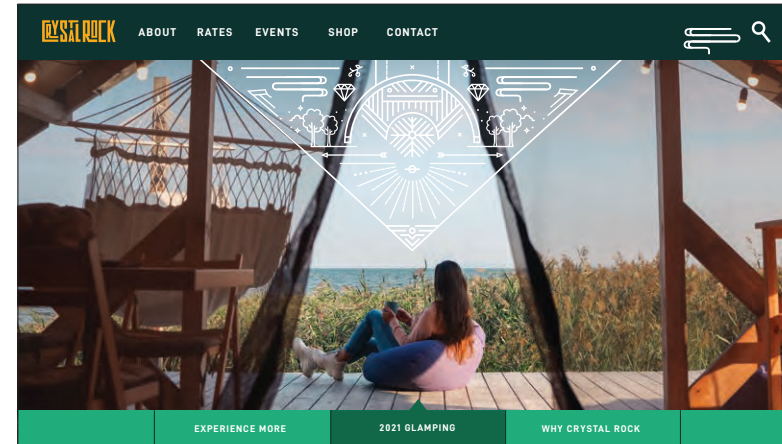 CRYSTAL ROCK
ABOUT RATES EVENTS SHOP CONTACT
EXPERIENCE MORE 2021 GLAMPING WHY CRYSTAL ROCK